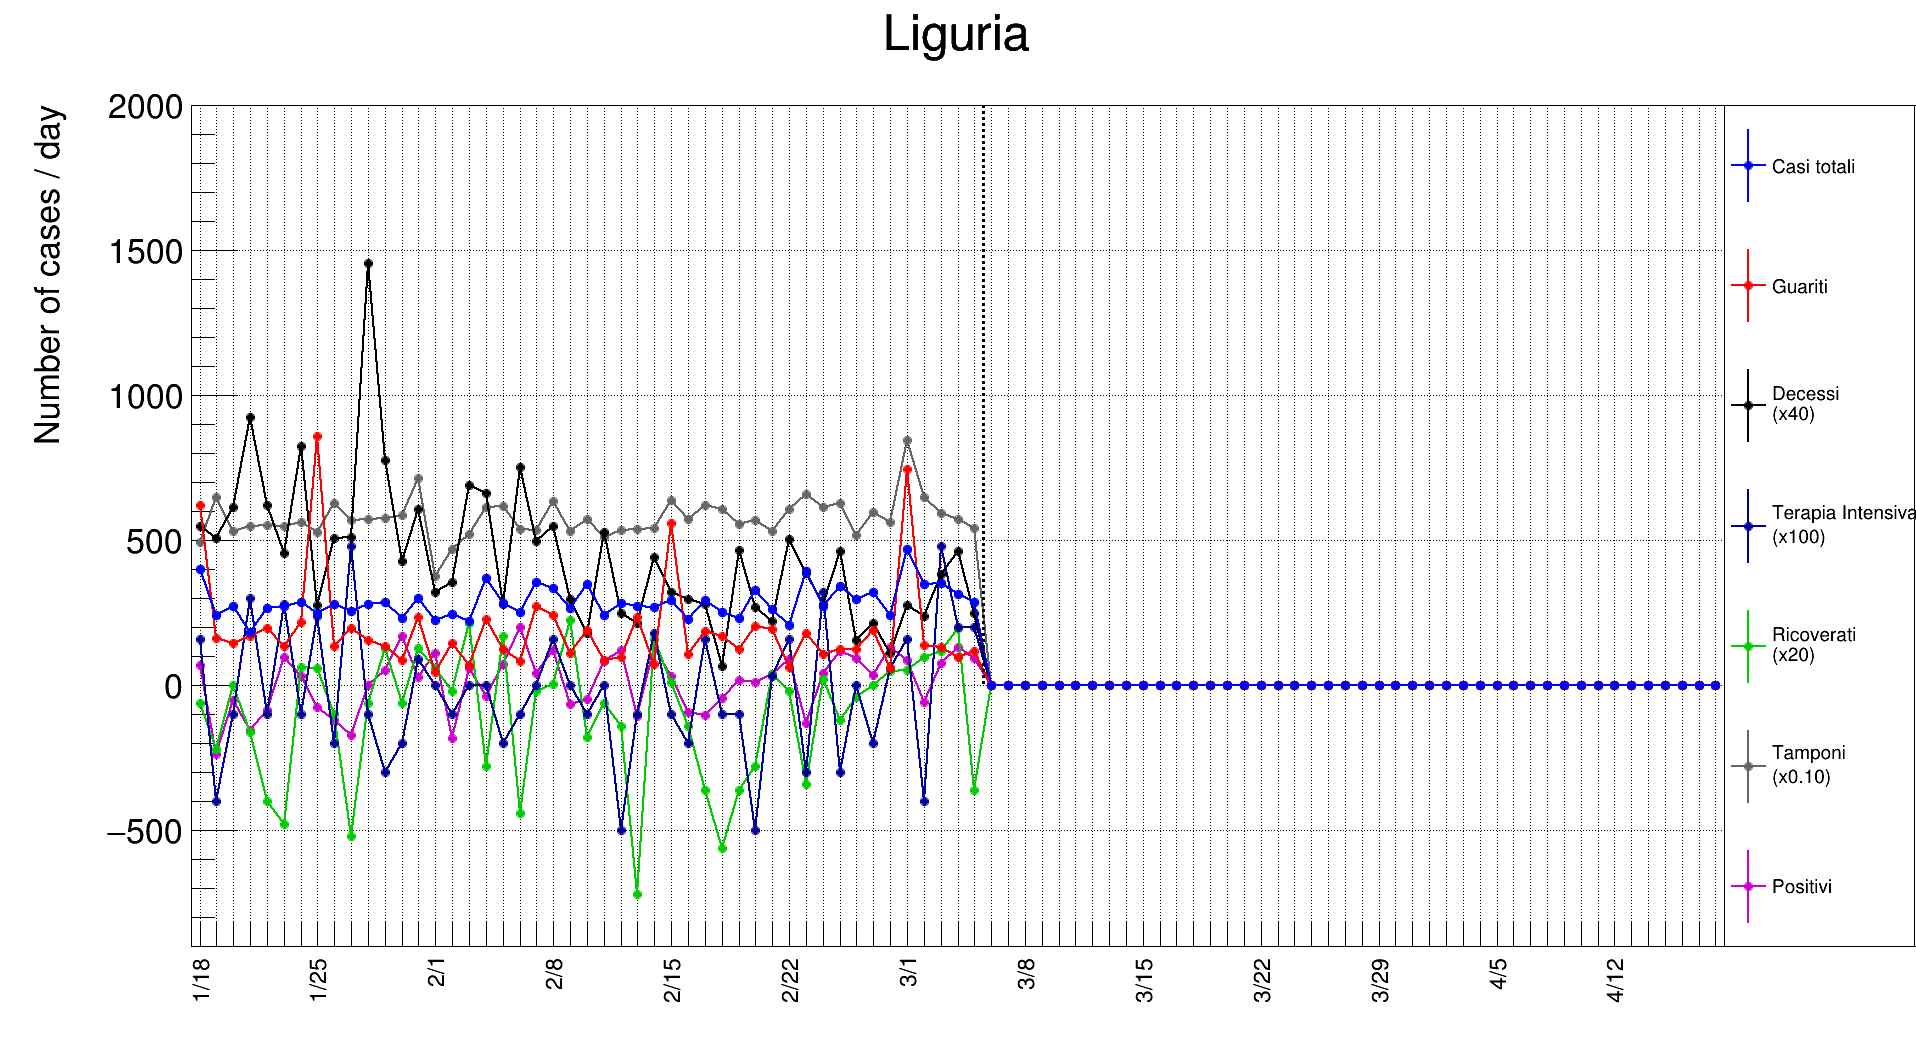 Liguria
Number of cases / day
2000
1500
1000
500
0
−500
1/18
1/25
2/1
2/8
2/15
2/22
3/1
3/8
3/15
3/22
3/29
4/5
4/12
Casi totali
Guariti
Decessi
(x40)
Terapia Intensiva
(x100)
Ricoverati
(x20)
Tamponi
(x0.10)
Positivi